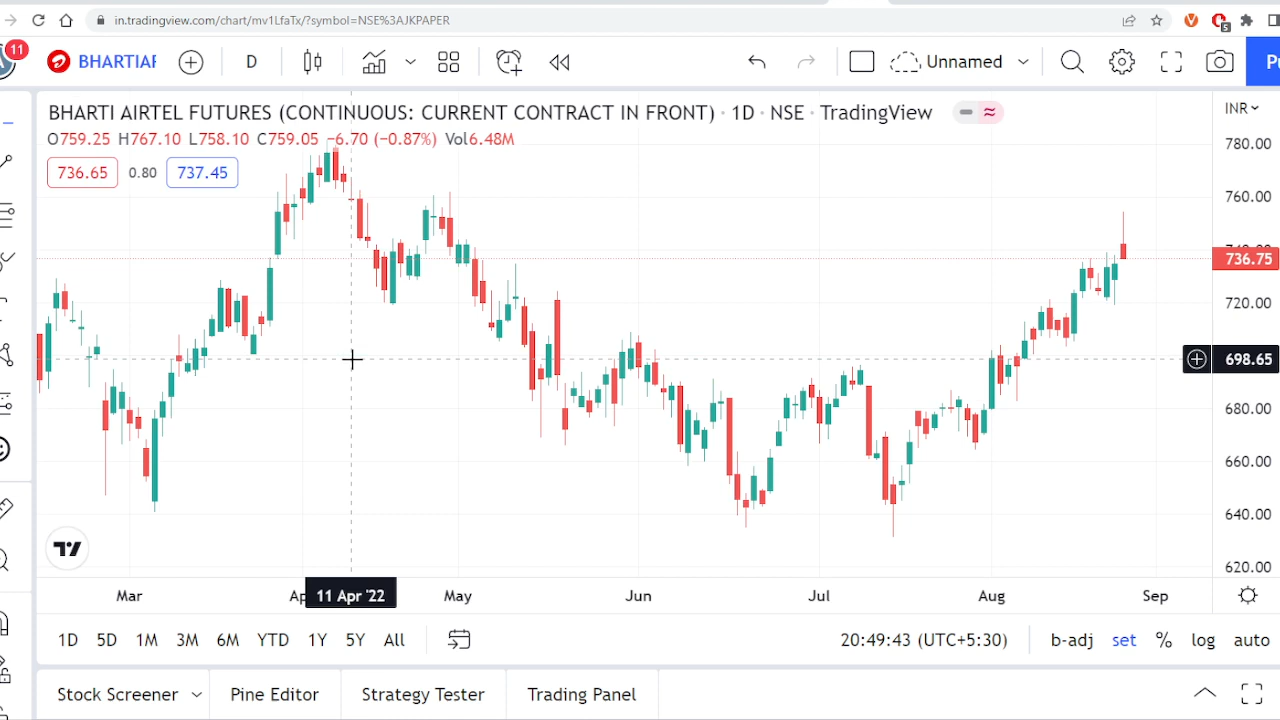 in.tradingview.com/chart/mv1LfaTx/?symbol=NSE%3AJKPAPER
5
11
BHARTIAF
D
Unnamed
BHARTI AIRTEL FUTURES (CONTINUOUS: CURRENT CONTRACT IN FRONT) · 1D · NSE · TradingView
INR
O759.25 H767.10 L758.10 C759.05 −6.70 (−0.87%) Vol6.48M
736.65 0.80 737.45
780.00
760.00
736.75
720.00
698.65
680.00
660.00
640.00
620.00
Mar
11 Apr '22
May
Jun
Jul
Aug
Sep
1D 5D 1M 3M 6M YTD 1Y 5Y All
20:49:43 (UTC+5:30)
b-adj set % log auto
Stock Screener
Pine Editor
Strategy Tester
Trading Panel